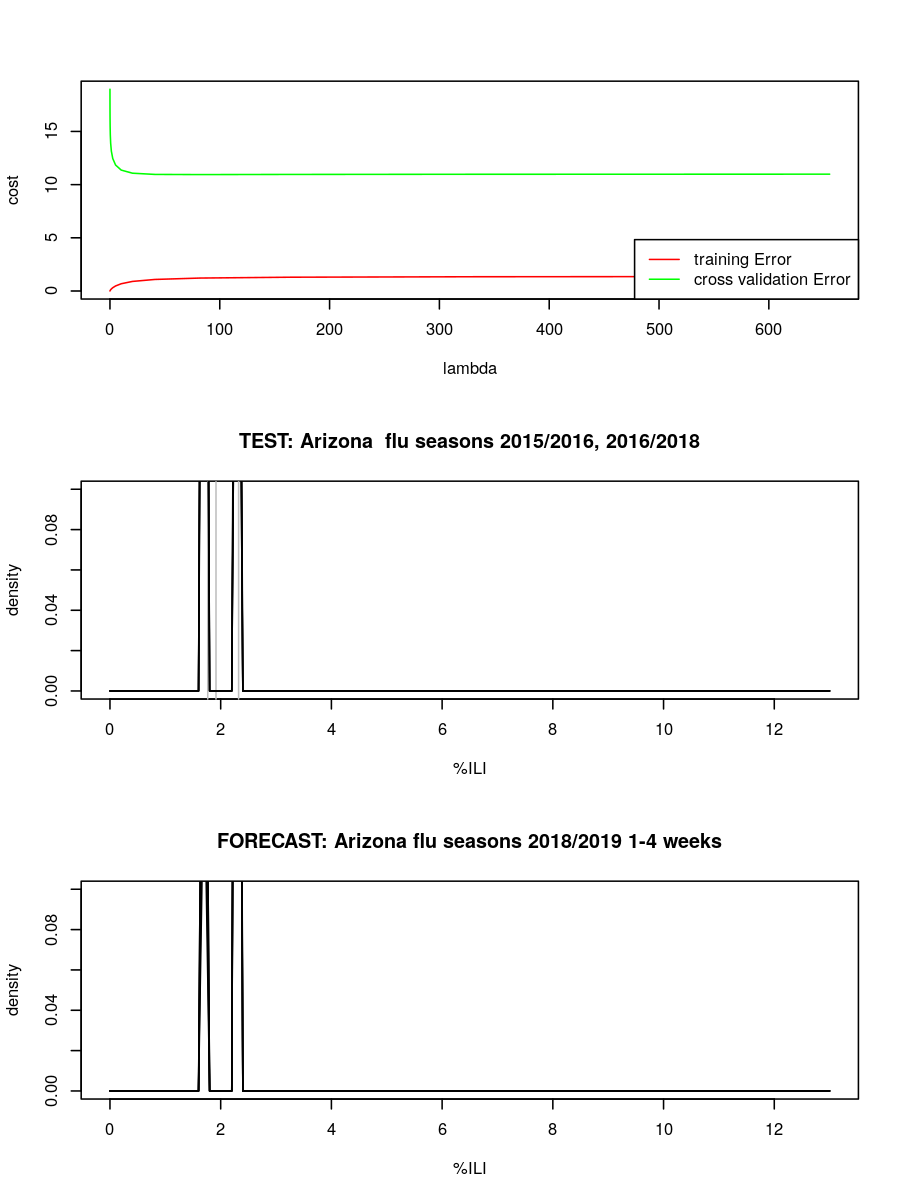 cost
15
10
5
0
training Error
cross validation Error
0 100 200 300 400 500 600
lambda
TEST: Arizona  flu seasons 2015/2016, 2016/2018
density
0.08
0.04
0.00
0 2 4 6 8 10 12
%ILI
FORECAST: Arizona flu seasons 2018/2019 1-4 weeks
density
0.08
0.04
0.00
0 2 4 6 8 10 12
%ILI